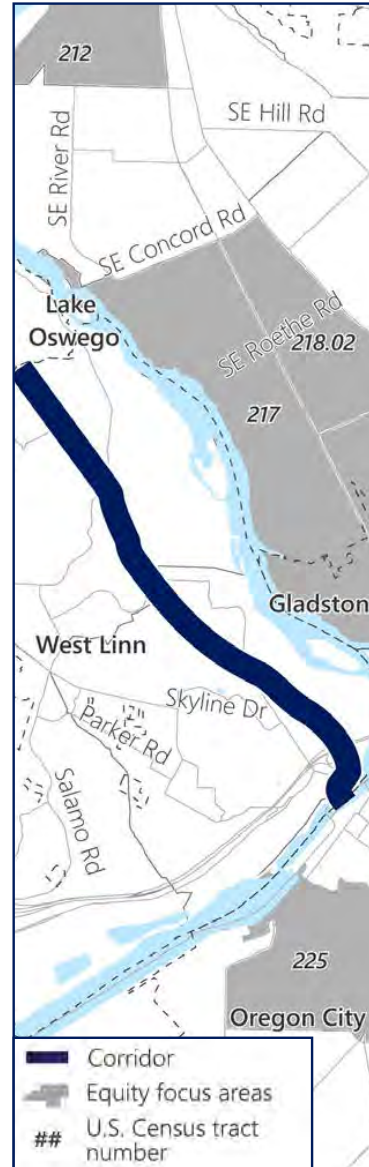 212
SE Hill Rd
SE River Rd
SE Concord Rd
Lake
Oswego
SE Roethe Rd
218.02
217
Gladston
West Linn
Skyline Dr
Parker Rd
Salamo Rd
225
Oregon City
Corridor
Equity focus areas
## U.S. Census tract
number